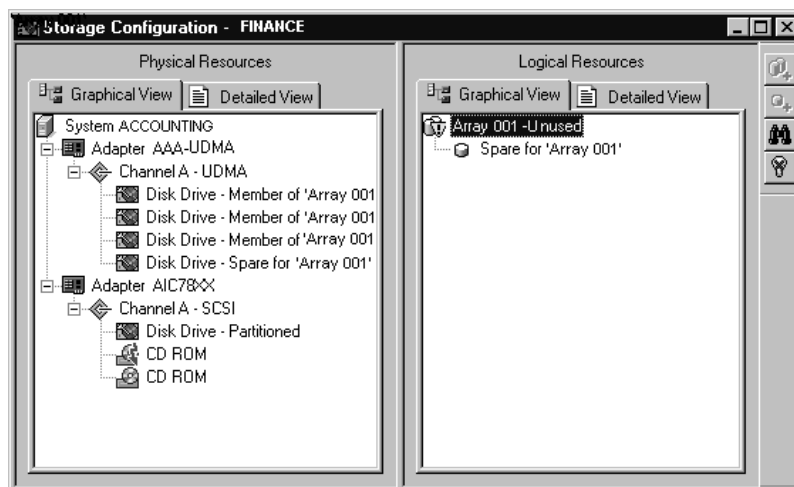 Storage Configuration - FINANCE
Physical Resources
Graphical View
Detailed View
System ACCOUNTING
Adapter AAA-UDMA
Channel A - UDMA
Disk Drive - Member of 'Array 001
Disk Drive - Member of 'Array 001
Disk Drive - Member of 'Array 001
Disk Drive - Spare for 'Array 001'
Adapter AIC78XX
Channel A - SCSI
Disk Drive - Partitioned
CD ROM
CD ROM
Logical Resources
Graphical View
Detailed View
Array 001 -Unused
Spare for 'Array 001'